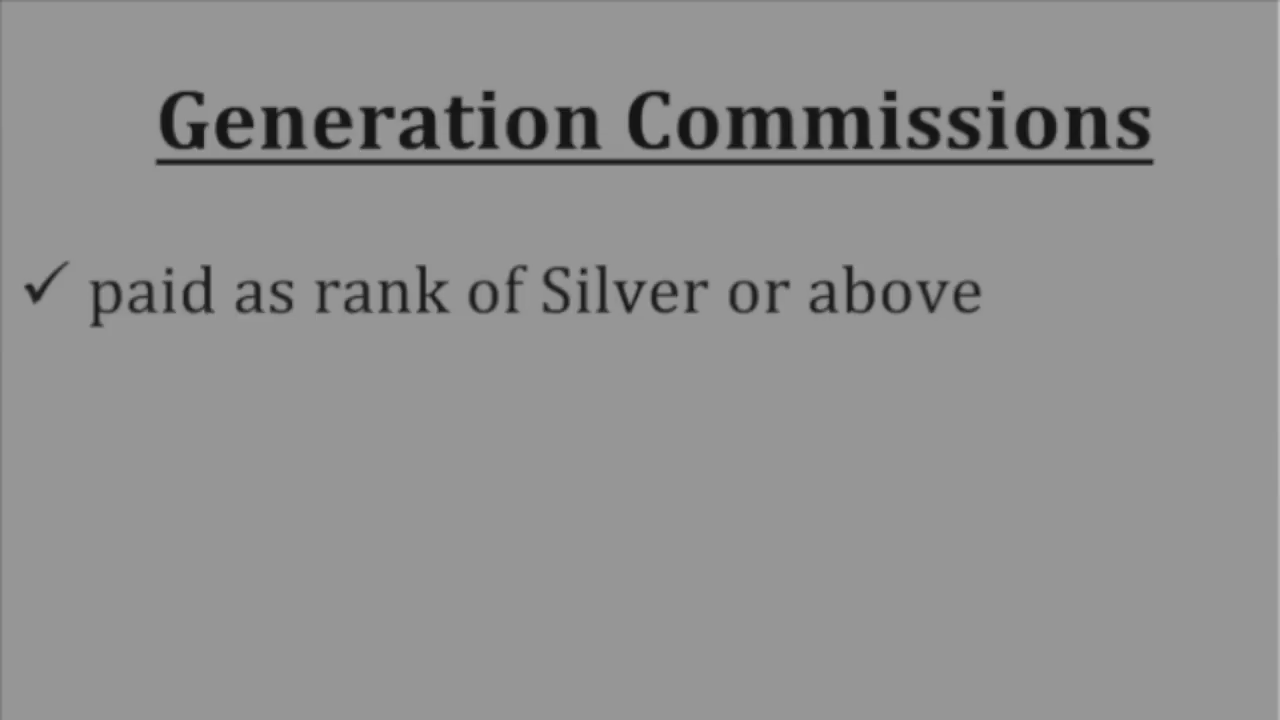 Generation Commissions
✓ paid as rank of Silver or above